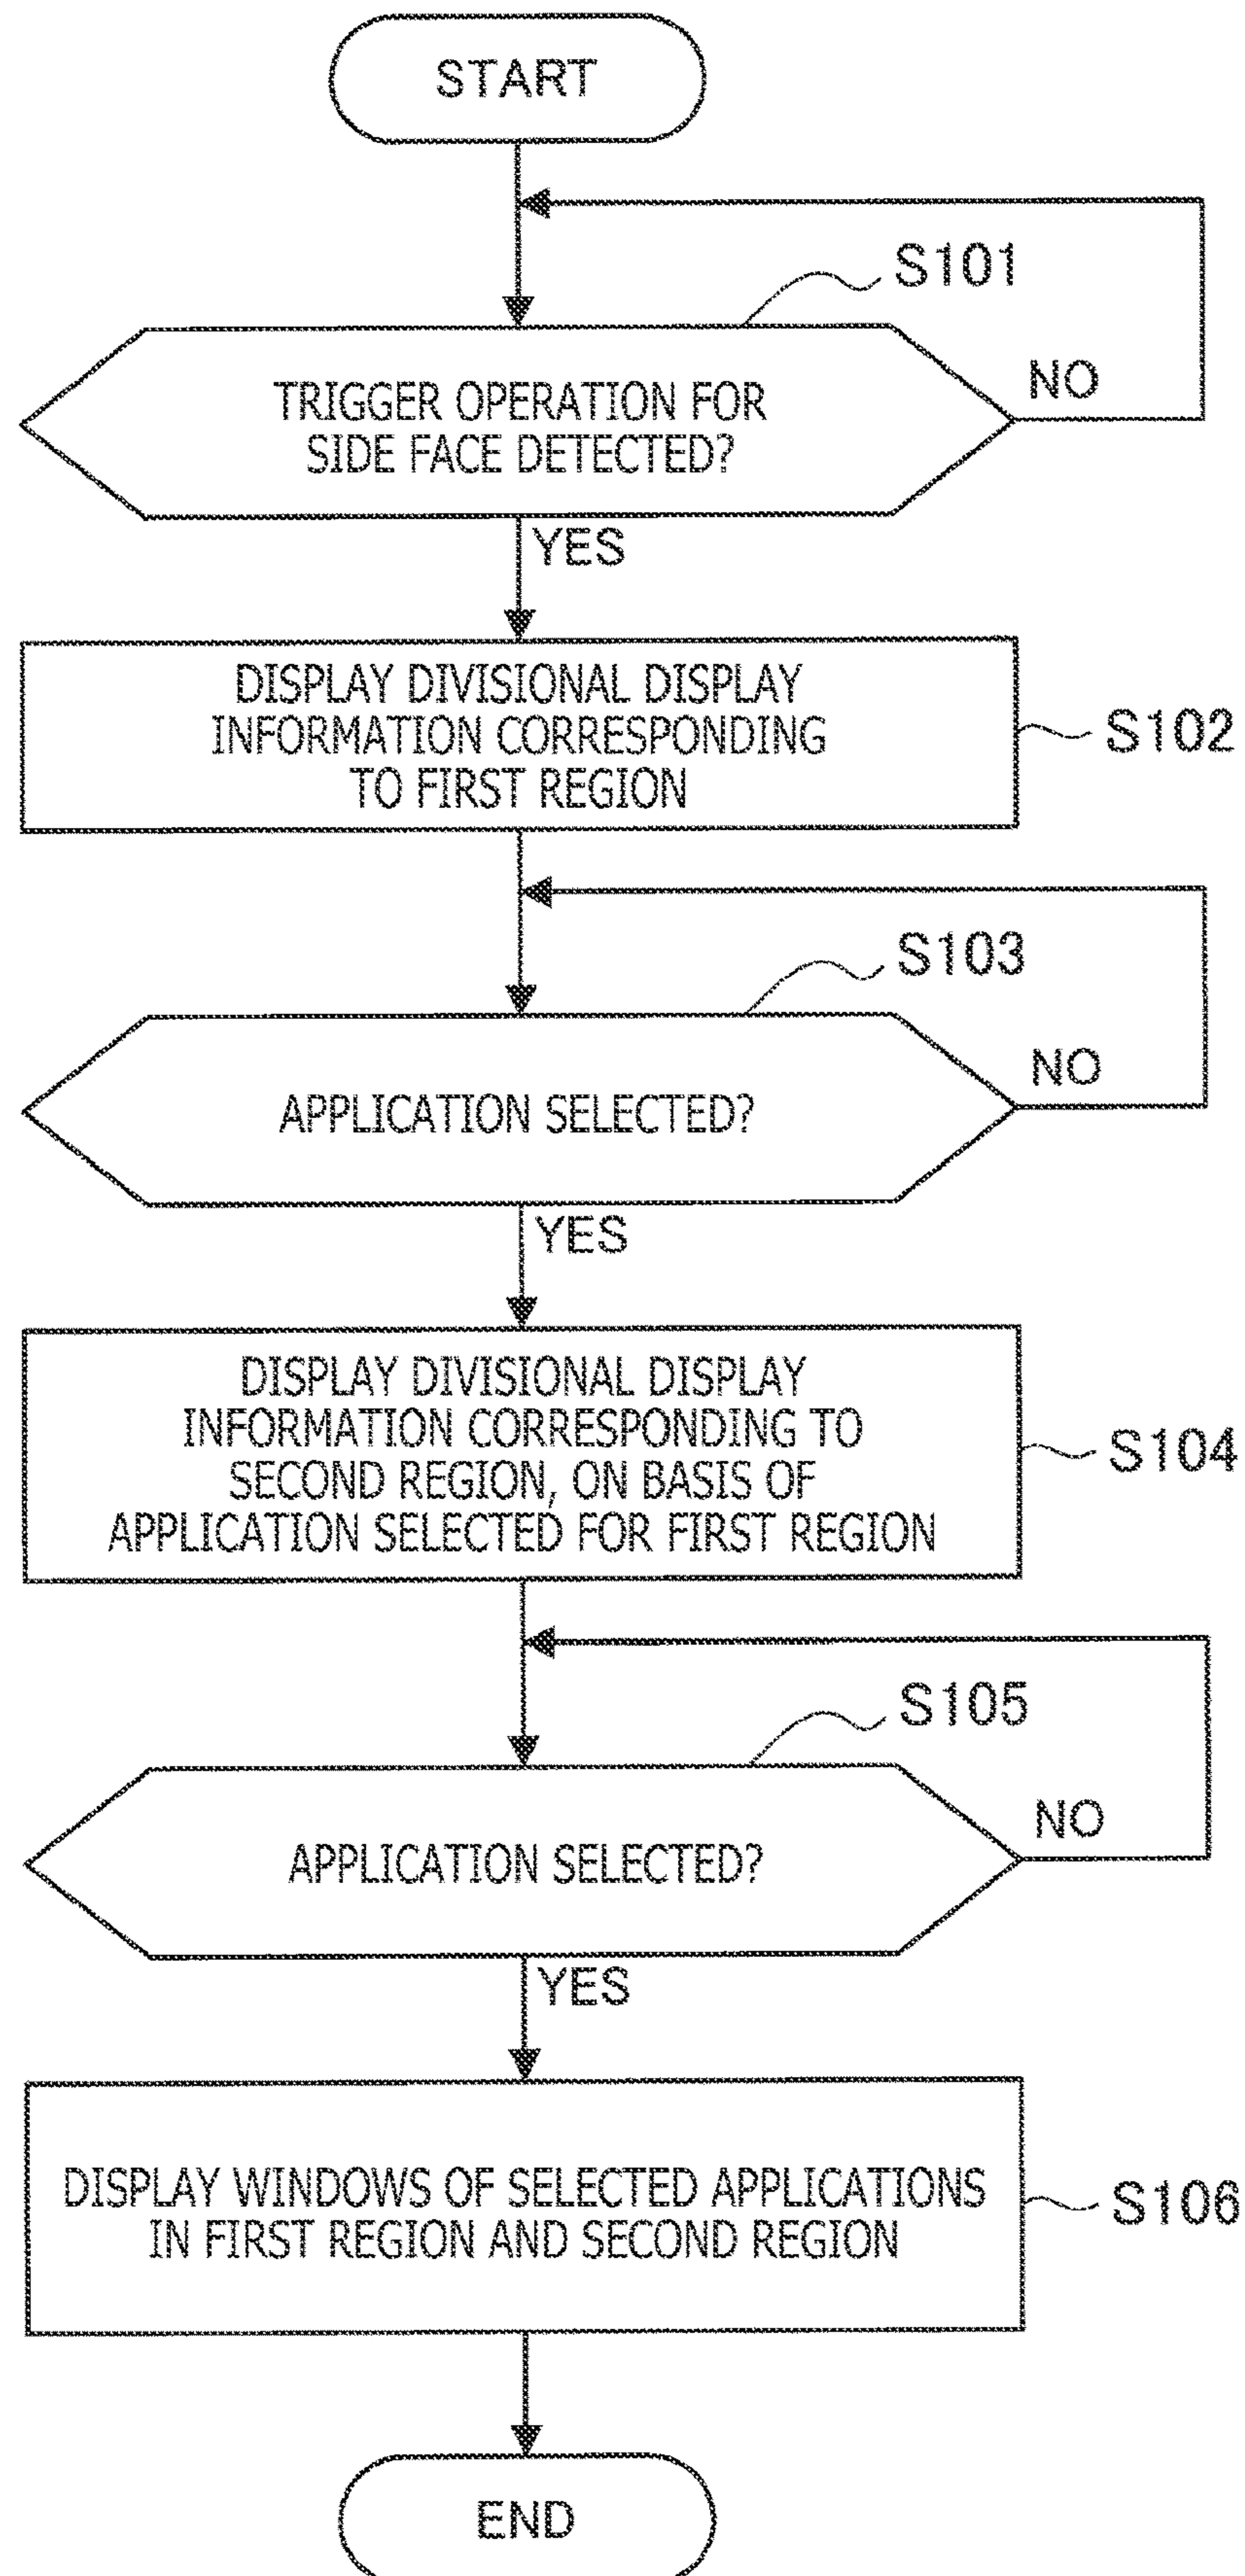 START
S101
NO
TRIGGER OPERATION FOR
SIDE FACE DETECTED?
YES
DISPLAY DIVISIONAL DISPLAY
INFORMATION CORRESPONDING
TO FIRST REGION
S102
S103
NO
APPLICATION SELECTED?
YES
DISPLAY DIVISIONAL DISPLAY
INFORMATION CORRESPONDING TO
SECOND REGION, ON BASIS OF
APPLICATION SELECTED FOR FIRST REGION
S104
S105
NO
APPLICATION SELECTED?
YES
DISPLAY WINDOWS OF SELECTED APPLICATIONS
IN FIRST REGION AND SECOND REGION
S106
END